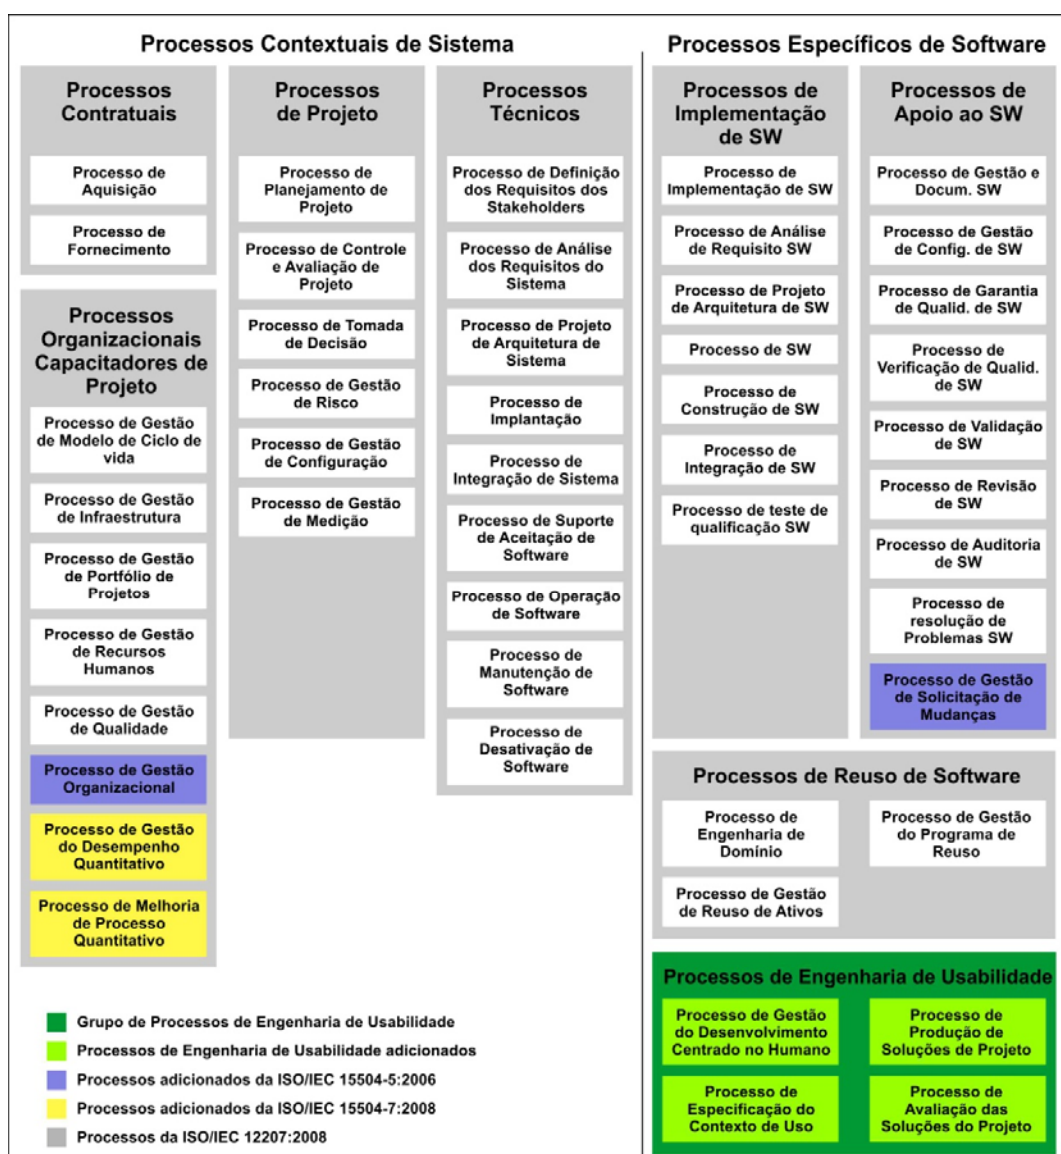 Processos Contextuais de Sistema
Processos Contratuais
Processo de
Aquisição
Processo de
Fornecimento
Processos
Organizacionais
Capacitadores de
Projeto
Processo de Gestão
de Modelo de Ciclo de
vida
Processo de Gestão
de Infraestrutura
Processo de Gestão
de Portfólio de
Projetos
Processo de Gestão
de Recursos
Humanos
Processo de Gestão
de Qualidade
Processo de Gestão
Organizacional
Processo de Gestão
do Desempenho
Quantitativo
Processo de Melhoria
de Processo
Quantitativo
Processos
de Projeto
Processo de
Planejamento de
Projeto
Processo de Controle
e Avaliação de
Projeto
Processo de Tomada
de Decisão
Processo de Gestão
de Risco
Processo de Gestão
de Configuração
Processo de Gestão
de Medição
Processos
Técnicos
Processo de Definição
dos Requisitos dos
Stakeholders
Processo de Análise
dos Requisitos do
Sistema
Processo de Projeto
de Arquitetura de
Sistema
Processo de
Implantação
Processo de
Integração de Sistema
Processo de Suporte
de Aceitação de
Software
Processo de Operação
de Software
Processo de
Manutenção de
Software
Processo de
Desativação de
Software
Processos Específicos de Software
Processos de
Implementação
de SW
Processo de
Implementação de SW
Processo de Análise
de Requisito SW
Processo de Projeto
de Arquitetura de SW
Processo de SW
Processo de
Construção de SW
Processo de
Integração de SW
Processo de teste de
qualificação SW
Processos de
Apoio ao SW
Processo de Gestão e
Docum. SW
Processo de Gestão
de Config. de SW
Processo de Garantia
de Qualid. de SW
Processo de
Verificação de Qualid.
de SW
Processo de Validação
de SW
Processo de Revisão
de SW
Processo de Auditoria
de SW
Processo de
resolução de
Problemas SW
Processo de Gestão
de Solicitação de
Mudanças
Processos de Reuso de Software
Processo de
Engenharia de
Domínio
Processo de Gestão
do Programa de
Reuso
Processo de Gestão
de Reuso de Ativos
Processos de Engenharia de Usabilidade
Processo de Gestão
do Desenvolvimento
Centrado no Humano
Processo de
Produção de
Soluções de Projeto
Processo de
Especificação do
Contexto de Uso
Processo de
Avaliação das
Soluções do Projeto
Grupo de Processos de Engenharia de Usabilidade
Processos de Engenharia de Usabilidade adicionados
Processos adicionados da ISO/IEC 15504-5:2006
Processos adicionados da ISO/IEC 15504-7:2008
Processos da ISO/IEC 12207:2008